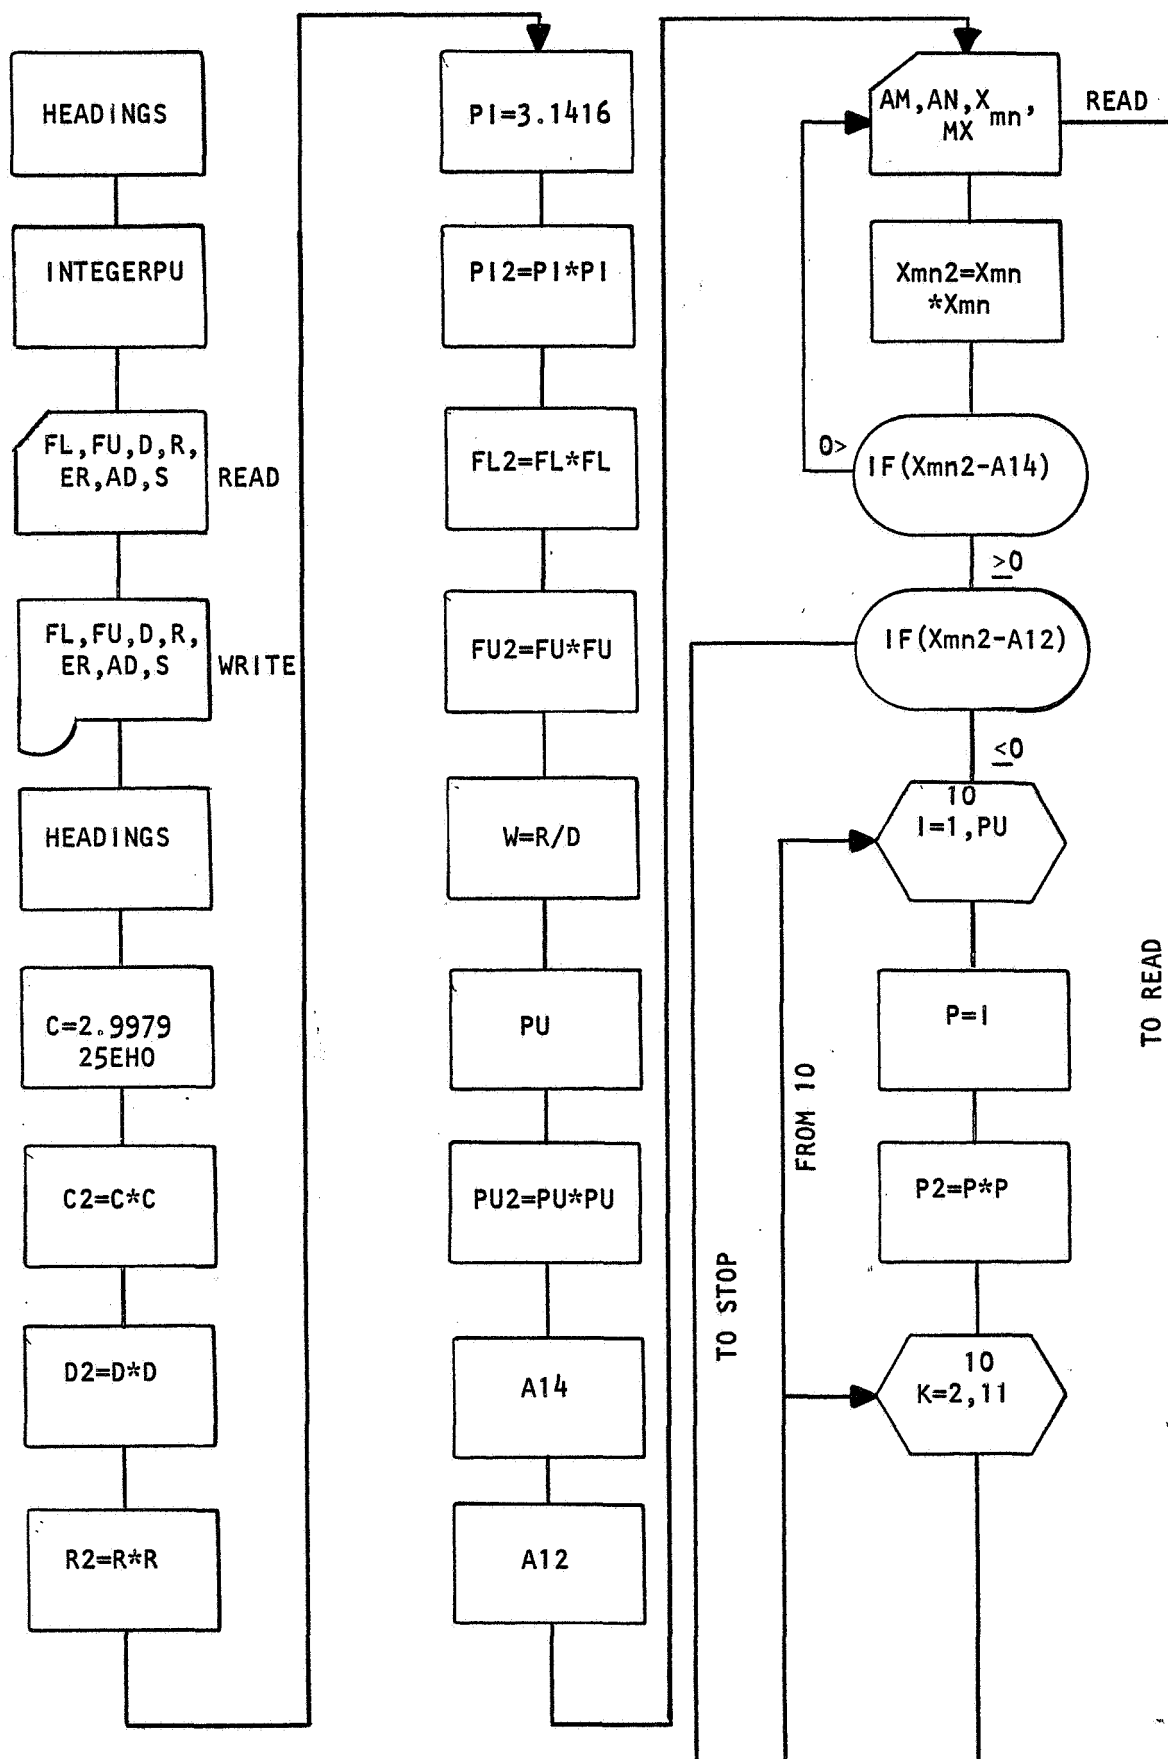 HEADINGS
INTEGERPU
FL,FU,D,R,
ER,AD,S
READ
FL,FU,D,R,
ER,AD,S
WRITE
HEADINGS
C=2.9979
25EHO
C2=C*C
D2=D*D
R2=R*R
PI=3.1416
PI2=PI*PI
FL2=FL*FL
FU2=FU*FU
W=R/D
PU
PU2=PU*PU
A14
A12
AM,AN,Xmn,
MX
READ
Xmn2=Xmn
*Xmn
0>
IF(Xmn2-A14)
≥0
IF(Xmn2-A12)
≤0
10
I=1,PU
P=I
P2=P*P
10
K=2,11
TO STOP
FROM 10
TO READ